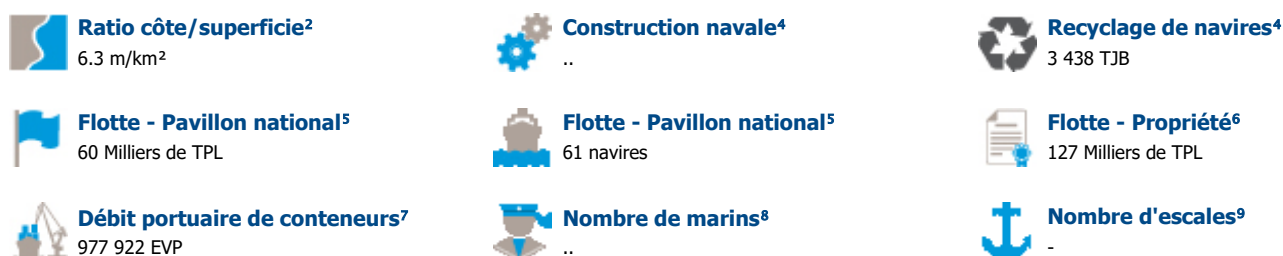 Ratio côte/superficie²
6.3 m/km²
Construction navale⁴
..
Recyclage de navires⁴
3 438 TJB
Flotte - Pavillon national⁵
60 Milliers de TPL
Flotte - Pavillon national⁵
61 navires
Flotte - Propriété⁶
127 Milliers de TPL
Débit portuaire de conteneurs⁷
977 922 EVP
Nombre de marins⁸
..
Nombre d'escales⁹
-